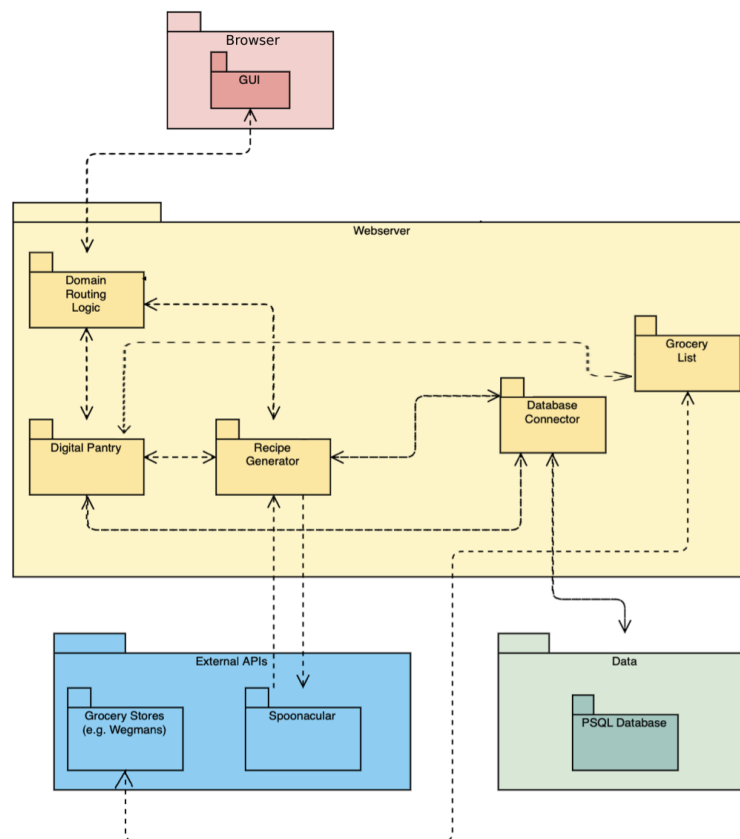 Browser
GUI
Webserver
Domain
Routing
Logic
Grocery
List
Database
Connector
Digital Pantry
Recipe
Generator
External APIs
Data
Grocery Stores
(e.g. Wegmans)
Spoonacular
PSQL Database